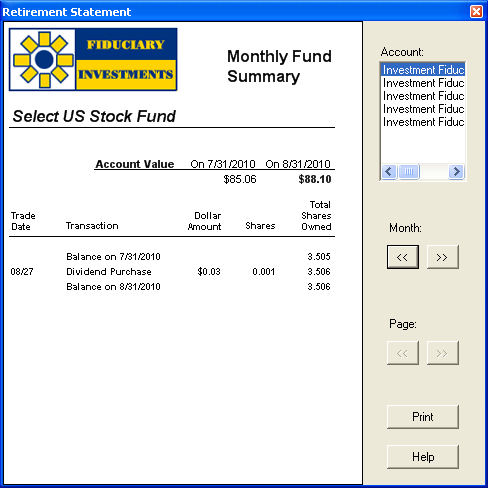 Retirement Statement
FIDUCIARY
INVESTMENTS
Monthly Fund
Summary
Select US Stock Fund
Account Value On 7/31/2010 On 8/31/2010
$85.06 $88.10
Trade Date Transaction Dollar Amount Shares Total Shares Owned
Balance on 7/31/2010 3.505
08/27 Dividend Purchase $0.03 0.001 3.506
Balance on 8/31/2010 3.506
Account:
Investment Fiduc
Investment Fiduc
Investment Fiduc
Investment Fiduc
Investment Fiduc
Month:
<< >>
Page:
<< >>
Print
Help